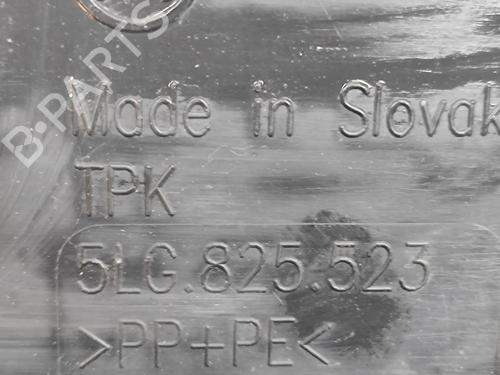 B-PARTS
Made in Slovak
TPK
5LG.825.523
>PP+PE<